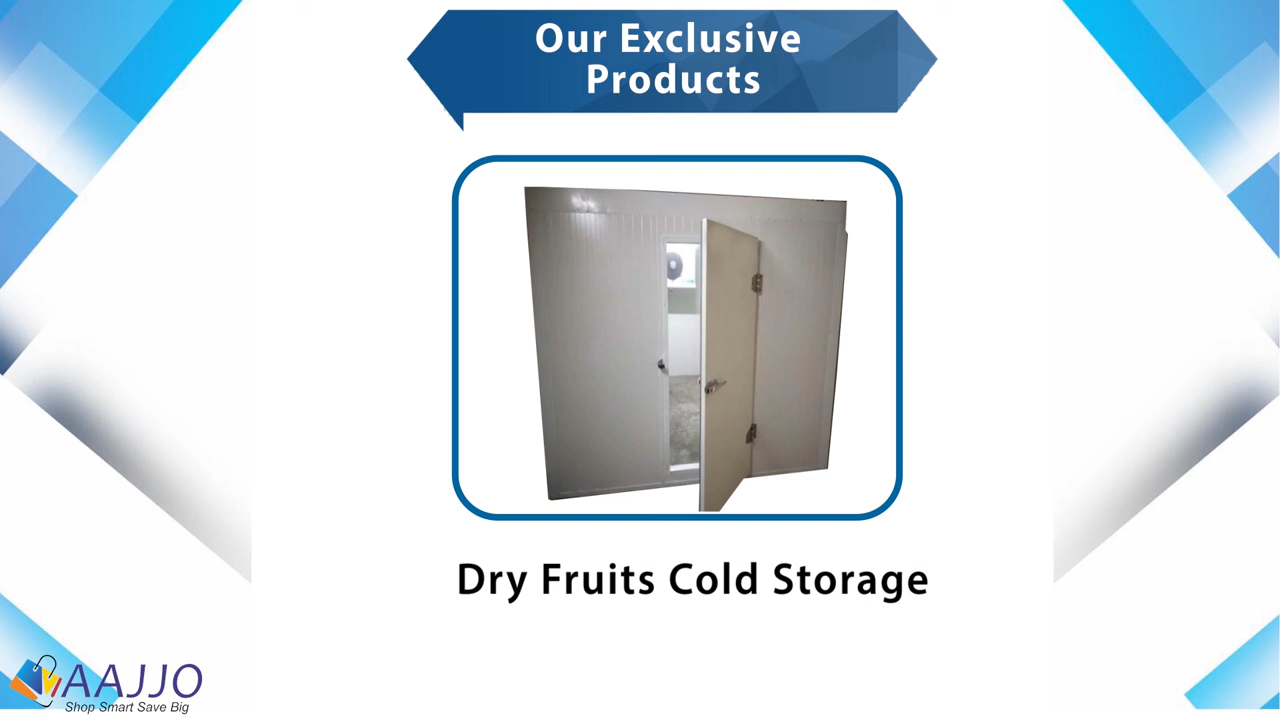 Our Exclusive
Products
Dry Fruits Cold Storage
AAJJO
Shop Smart Save Big